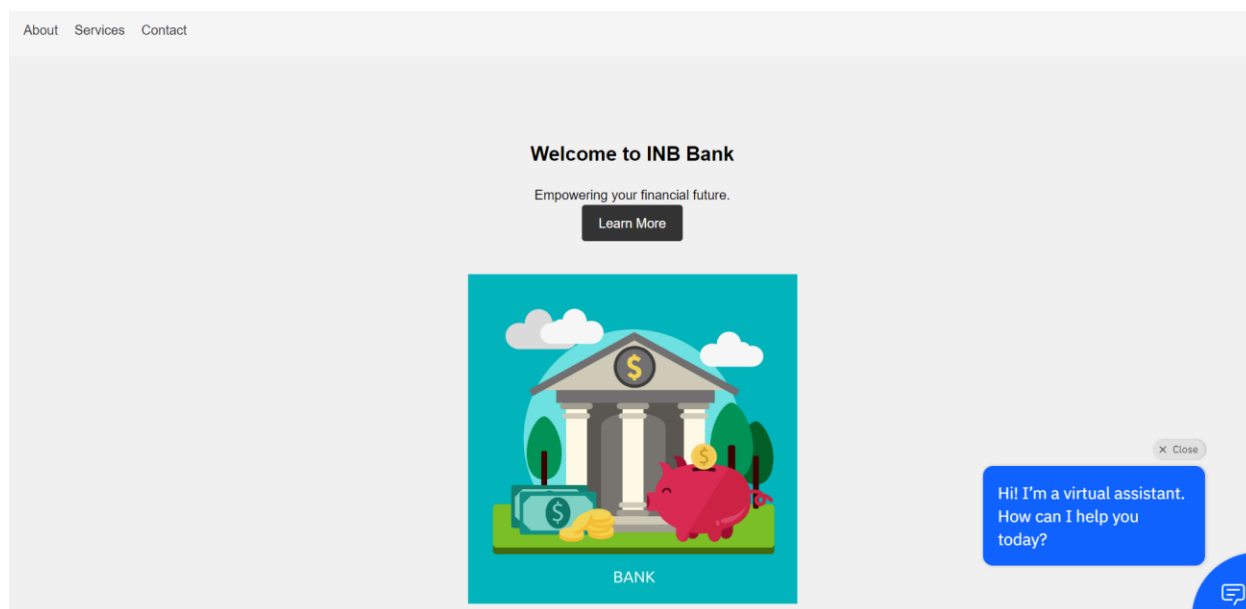 About Services Contact
Welcome to INB Bank
Empowering your financial future.
Learn More
$
$
$
BANK
× Close
Hi! I'm a virtual assistant.
How can I help you
today?